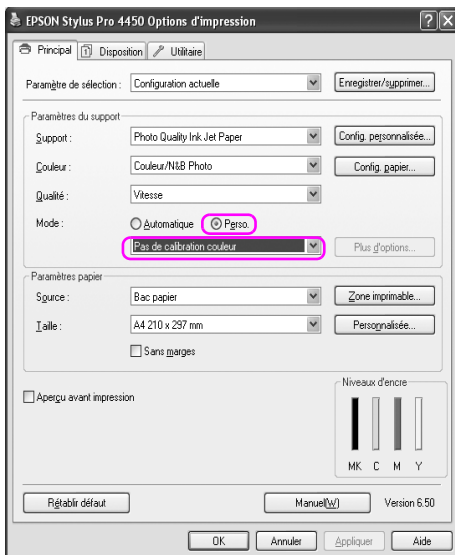 EPSON Stylus Pro 4450 Options d'impression
Principal Disposition Utilitaire
Paramètre de sélection : Configuration actuelle Enregistrer/supprimer...
Paramètres du support
Support : Photo Quality Ink Jet Paper Config. personnalisée...
Couleur : Couleur/N&B Photo Config. papier...
Qualité : Vitesse
Mode : Automatique Perso.
Pas de calibration couleur Plus d'options...
Paramètres papier
Source : Bac papier Zone imprimable...
Taille : A4 210 x 297 mm Personnalisée...
Sans marges
Aperçu avant impression
Niveaux d'encre
MK C M Y
Rétablir défaut Manuel(W) Version 6.50
OK Annuler Appliquer Aide